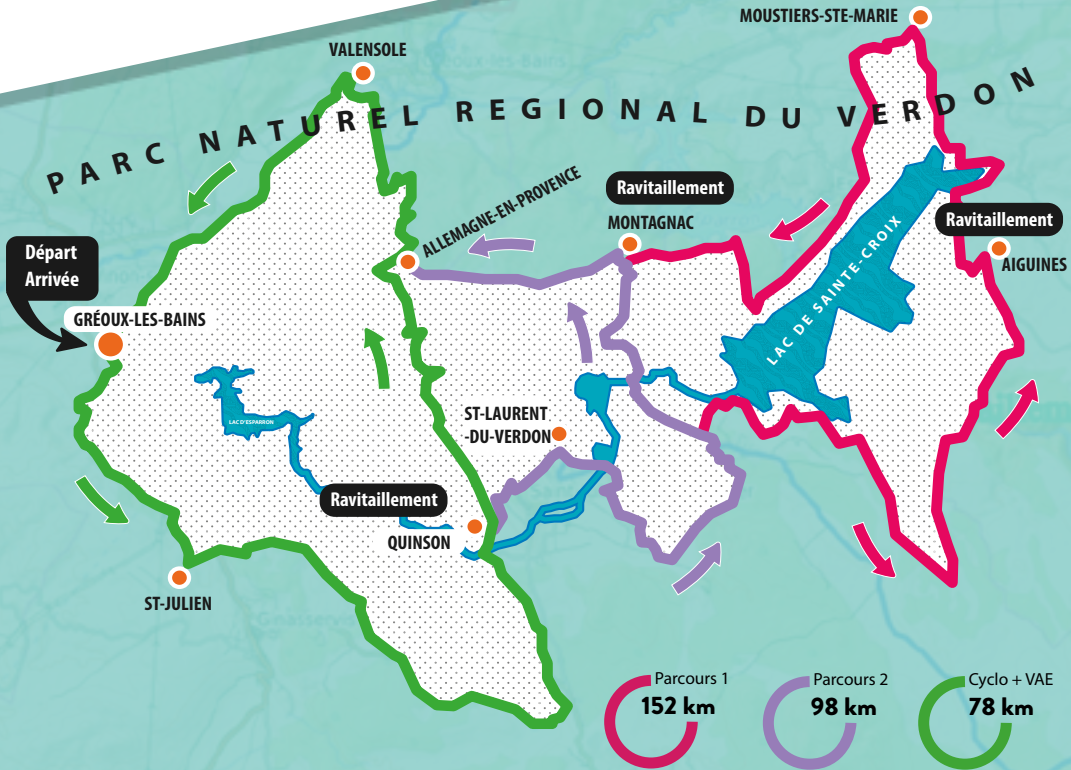 MOUSTIERS-STE-MARIE
VALENSOLE
PARC NATUREL REGIONAL DU VERDON
Ravitaillement
MONTAGNAC
ALLEMAGNE-EN-PROVENCE
Ravitaillement
AIGUINES
Départ
Arrivée
GRÉOUX-LES-BAINS
LAC DE SAINTE-CROIX
LAC D'ESPARRON
ST-LAURENT
-DU-VERDON
Ravitaillement
QUINSON
ST-JULIEN
Parcours 1
152 km
Parcours 2
98 km
Cyclo + VAE
78 km